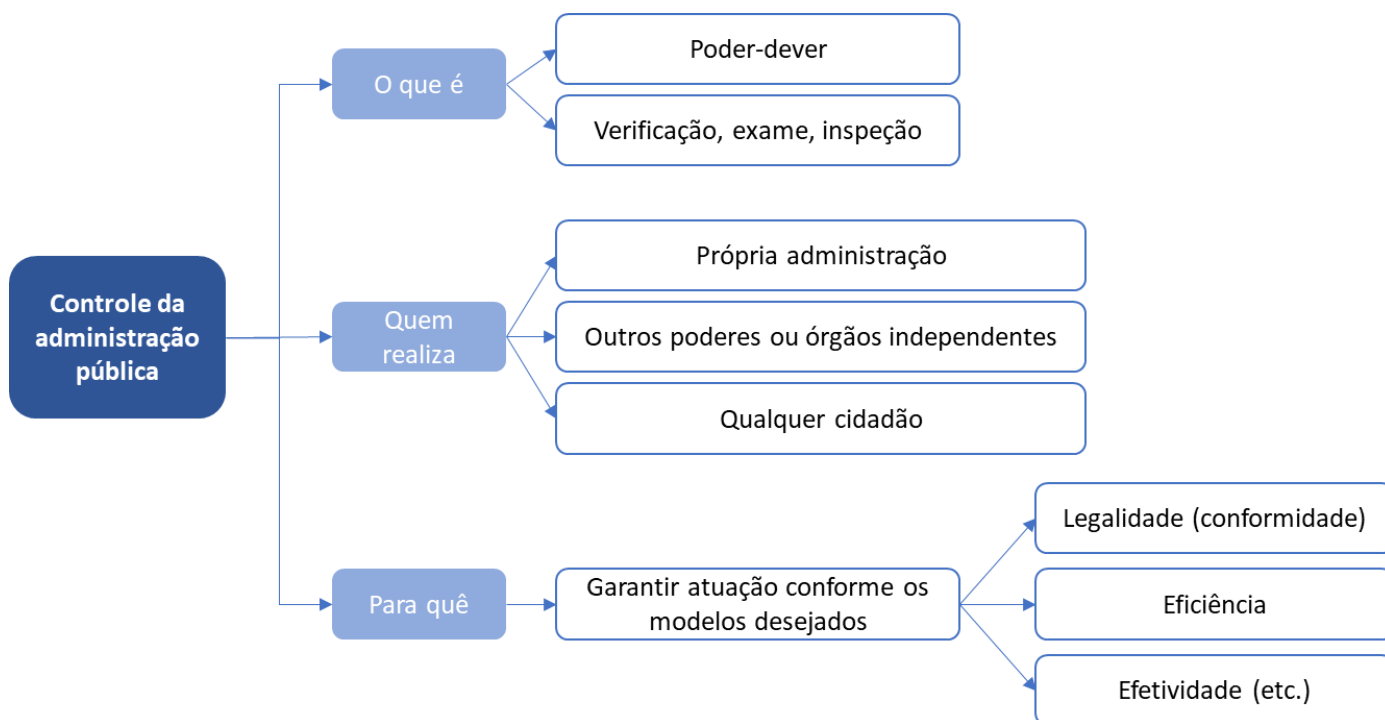 Controle da
administração
pública
O que é
Poder-dever
Verificação, exame, inspeção
Quem
realiza
Própria administração
Outros poderes ou órgãos independentes
Qualquer cidadão
Para quê
Garantir atuação conforme os
modelos desejados
Legalidade (conformidade)
Eficiência
Efetividade (etc.)